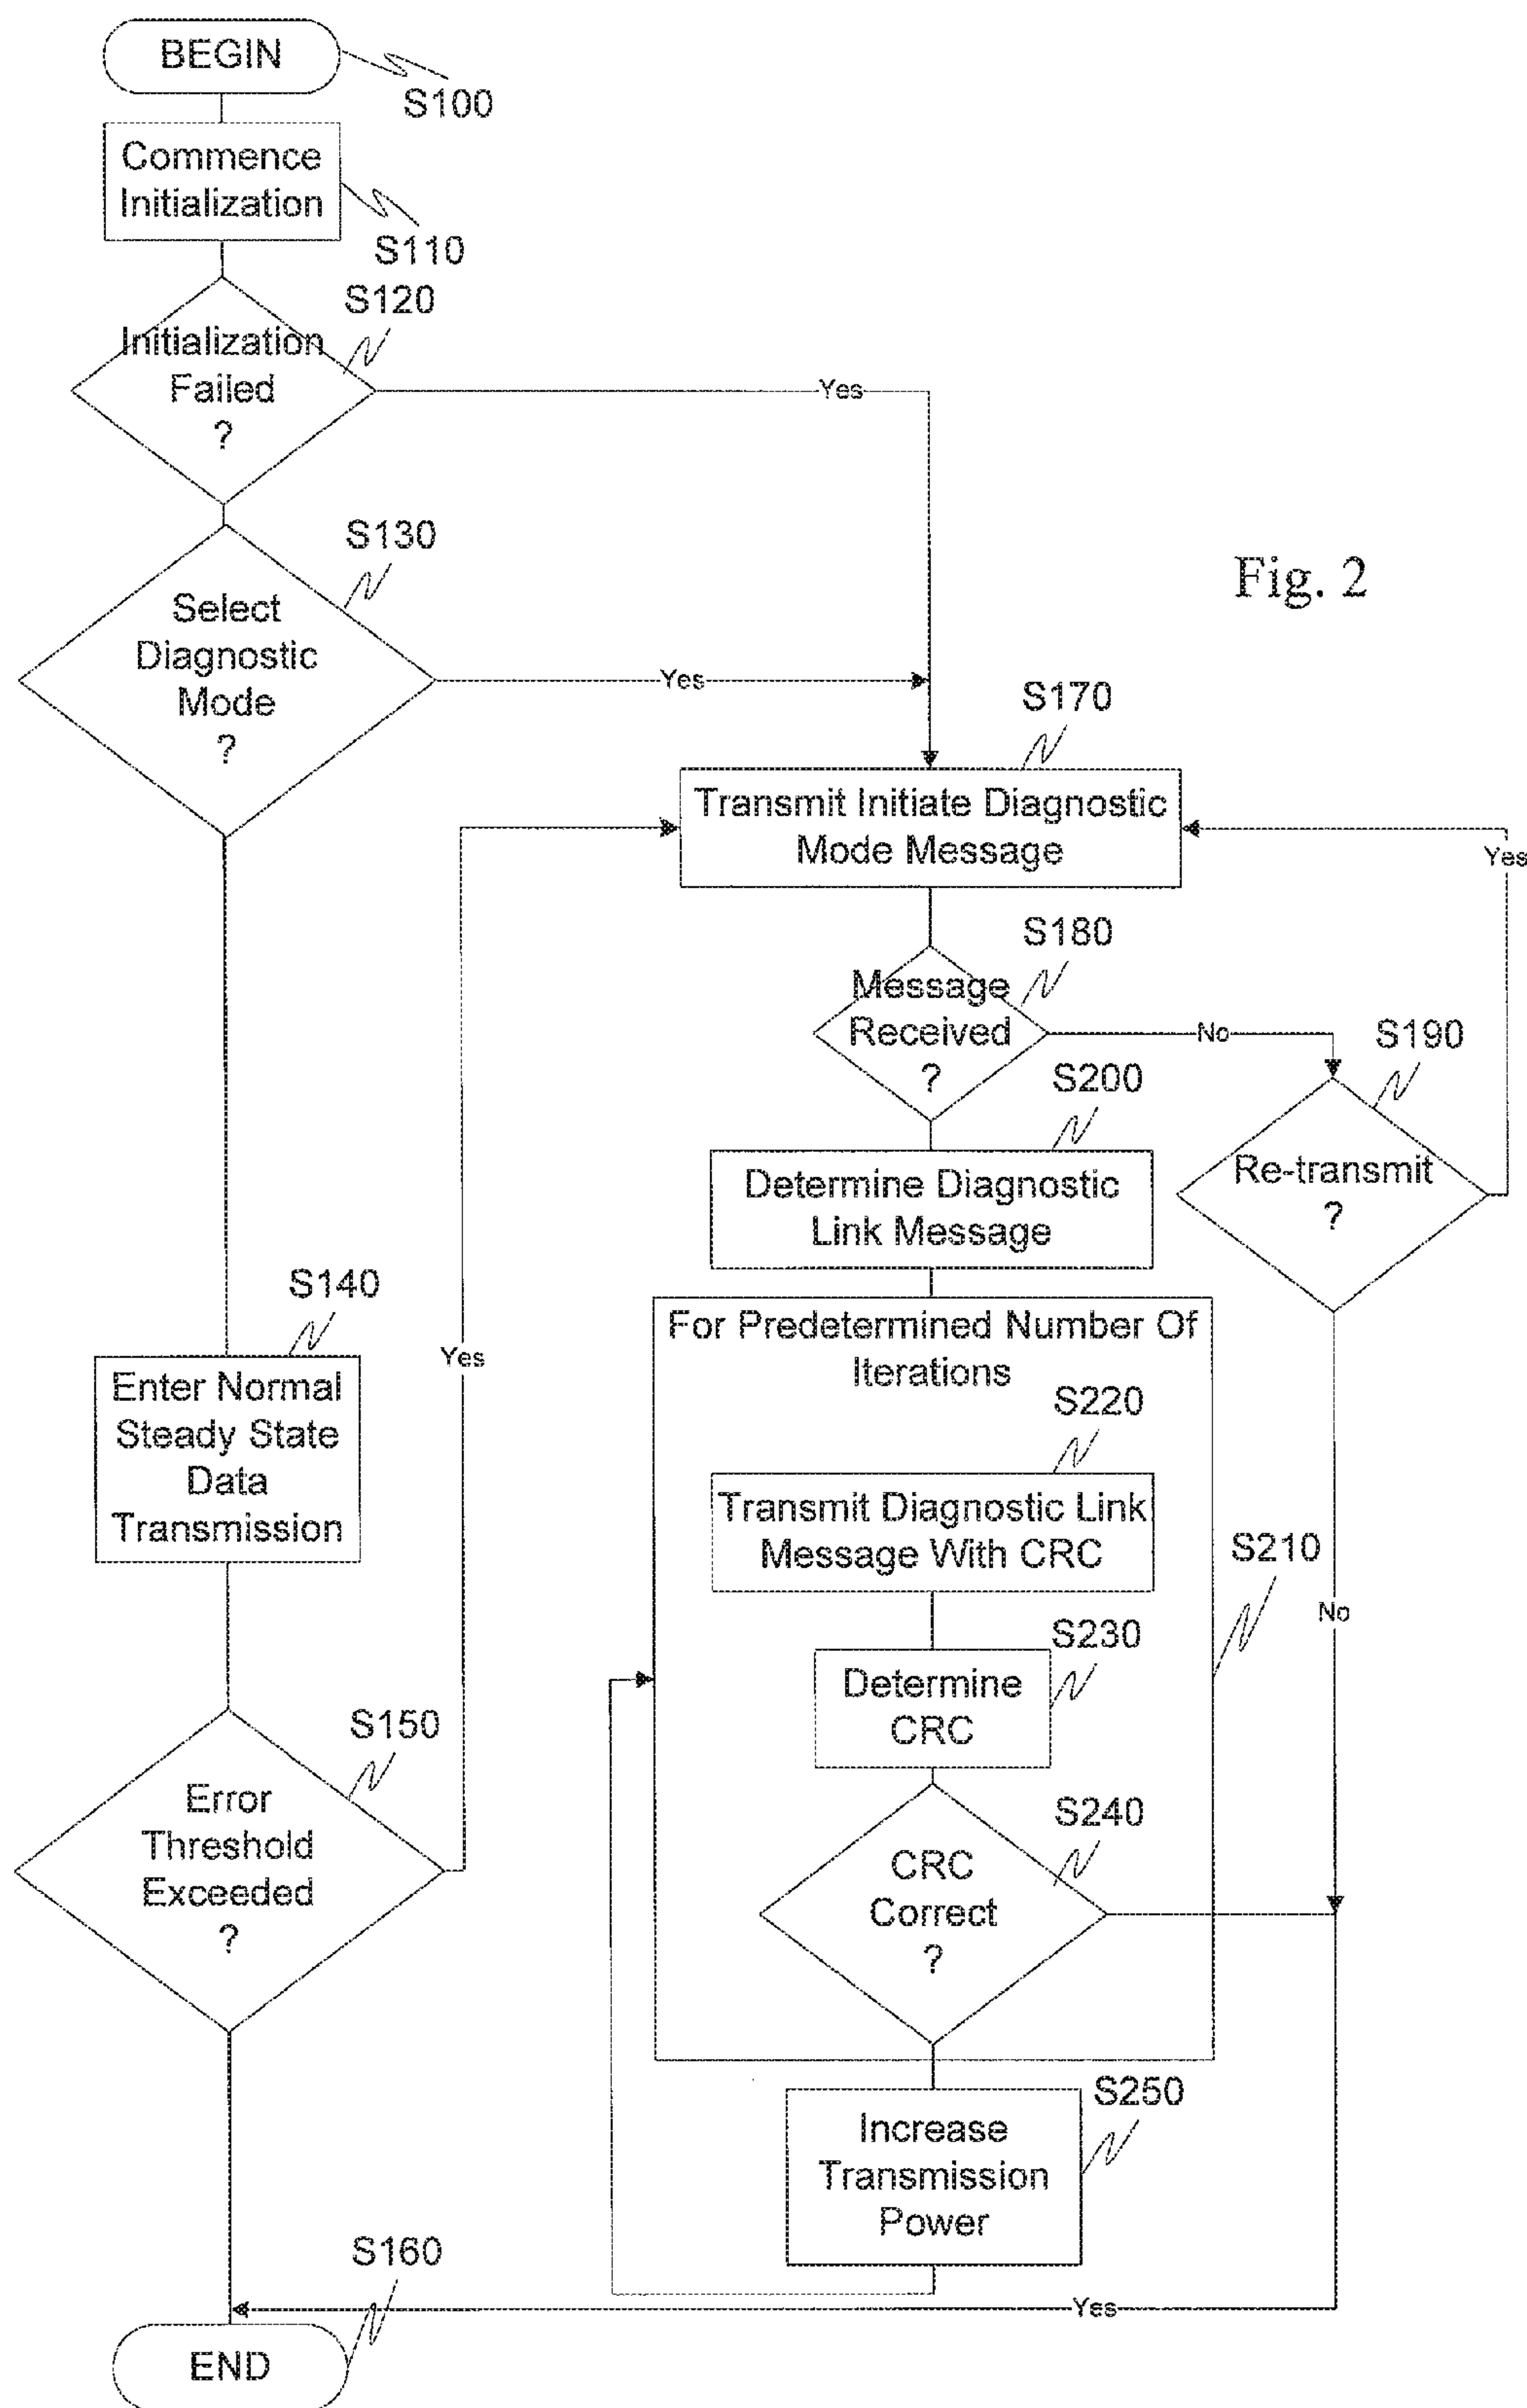 BEGIN
S100
Commence
Initialization
S110
S120
Initialization
Failed
?
Yes
S130
Select
Diagnostic
Mode
?
Yes
Fig. 2
S170
Transmit Initiate Diagnostic
Mode Message
Yes
S180
Message
Received
?
No
S190
Re-transmit
?
S200
Determine Diagnostic
Link Message
S140
Enter Normal
Steady State
Data
Transmission
Yes
For Predetermined Number Of
Iterations
S220
Transmit Diagnostic Link
Message With CRC
S210
No
S230
Determine
CRC
S150
Error
Threshold
Exceeded
?
S240
CRC
Correct
?
S250
Increase
Transmission
Power
S160
Yes
END